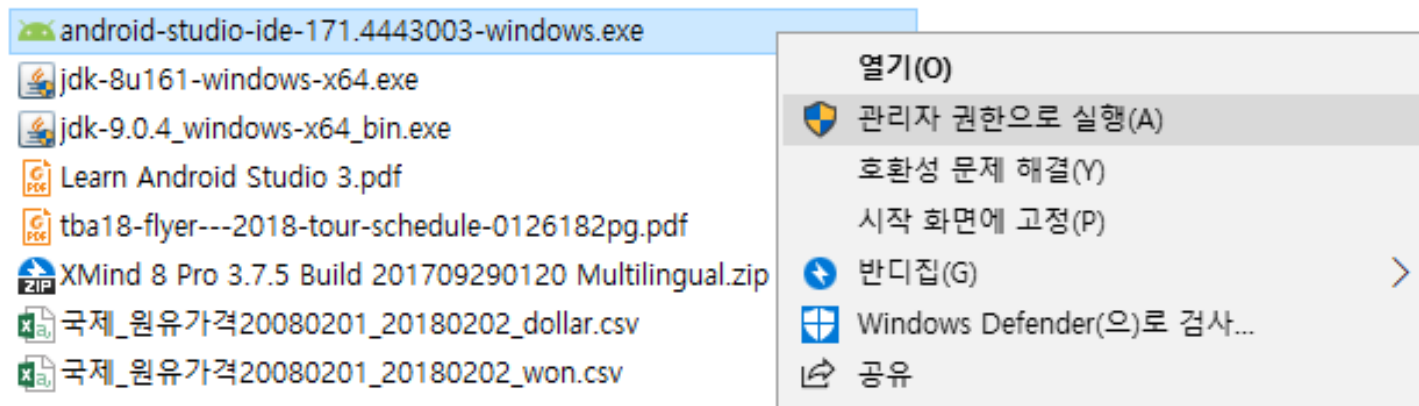 android-studio-ide-171.4443003-windows.exe
jdk-8u161-windows-x64.exe
jdk-9.0.4_windows-x64_bin.exe
Learn Android Studio 3.pdf
tba18-flyer---2018-tour-schedule-0126182pg.pdf
XMind 8 Pro 3.7.5 Build 201709290120 Multilingual.zip
국제_원유가격20080201_20180202_dollar.csv
국제_원유가격20080201_20180202_won.csv
열기(O)
관리자 권한으로 실행(A)
호환성 문제 해결(Y)
시작 화면에 고정(P)
반디집(G)
Windows Defender(으)로 검사...
공유